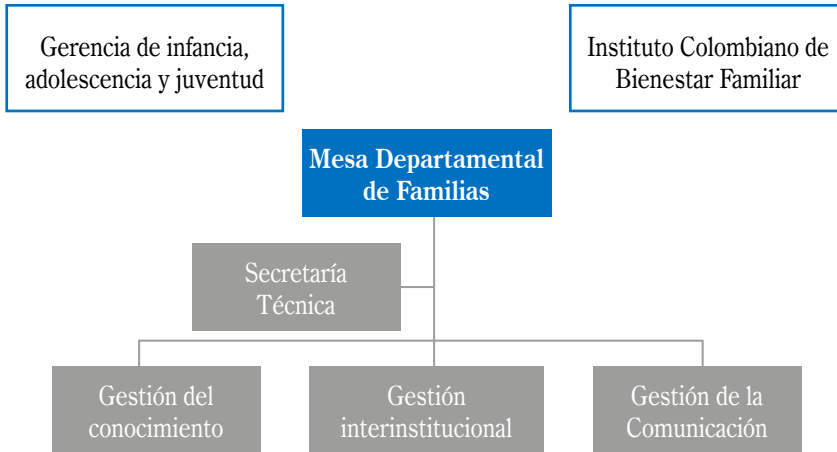 Gerencia de infancia,
adolescencia y juventud
Instituto Colombiano de
Bienestar Familiar
Mesa Departamental
de Familias
Secretaría
Técnica
Gestión del
conocimiento
Gestión
interinstitucional
Gestión de la
Comunicación